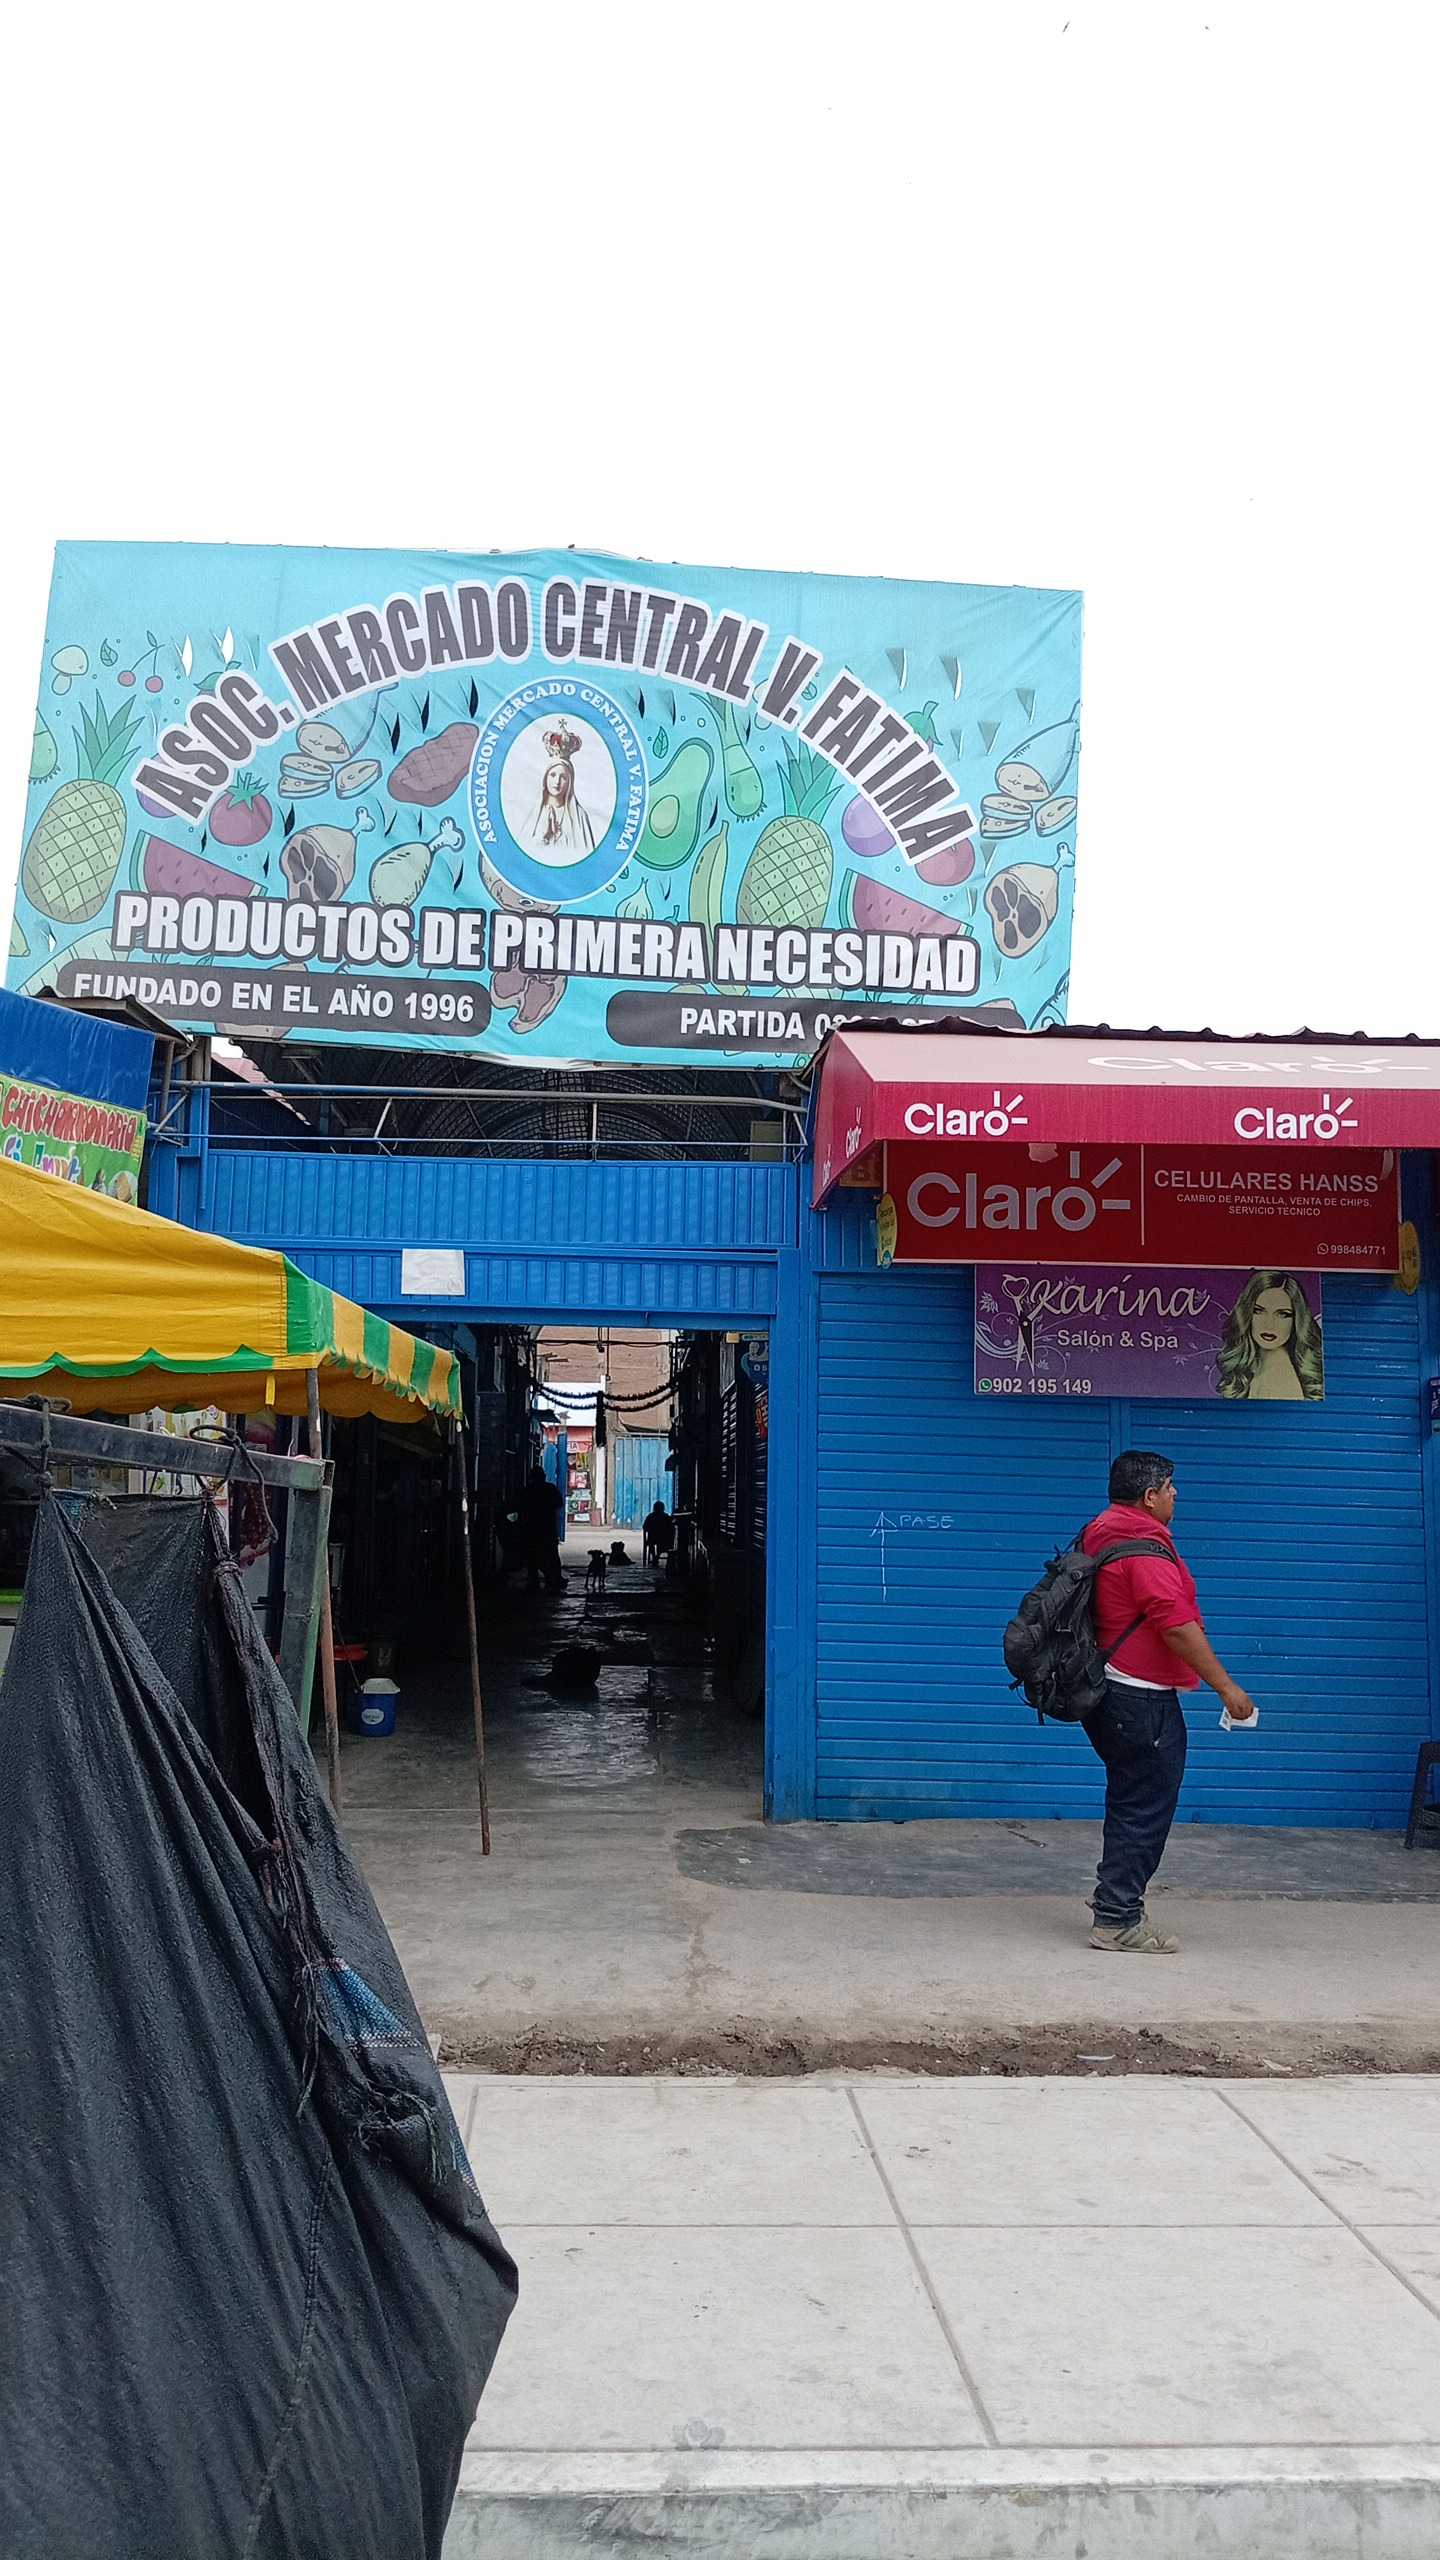 ASOC. MERCADO CENTRAL V. FATIMA
ASOCIACION MERCADO CENTRAL V. FATIMA
PRODUCTOS DE PRIMERA NECESIDAD
FUNDADO EN EL AÑO 1996
PARTIDA
Claro
Claro
Claro
Claro
CELULARES HANSS
CAMBIO DE PANTALLA, VENTA DE CHIPS,
SERVICIO TÉCNICO
998484771
Karina
Salón & Spa
902 195 149
PASE